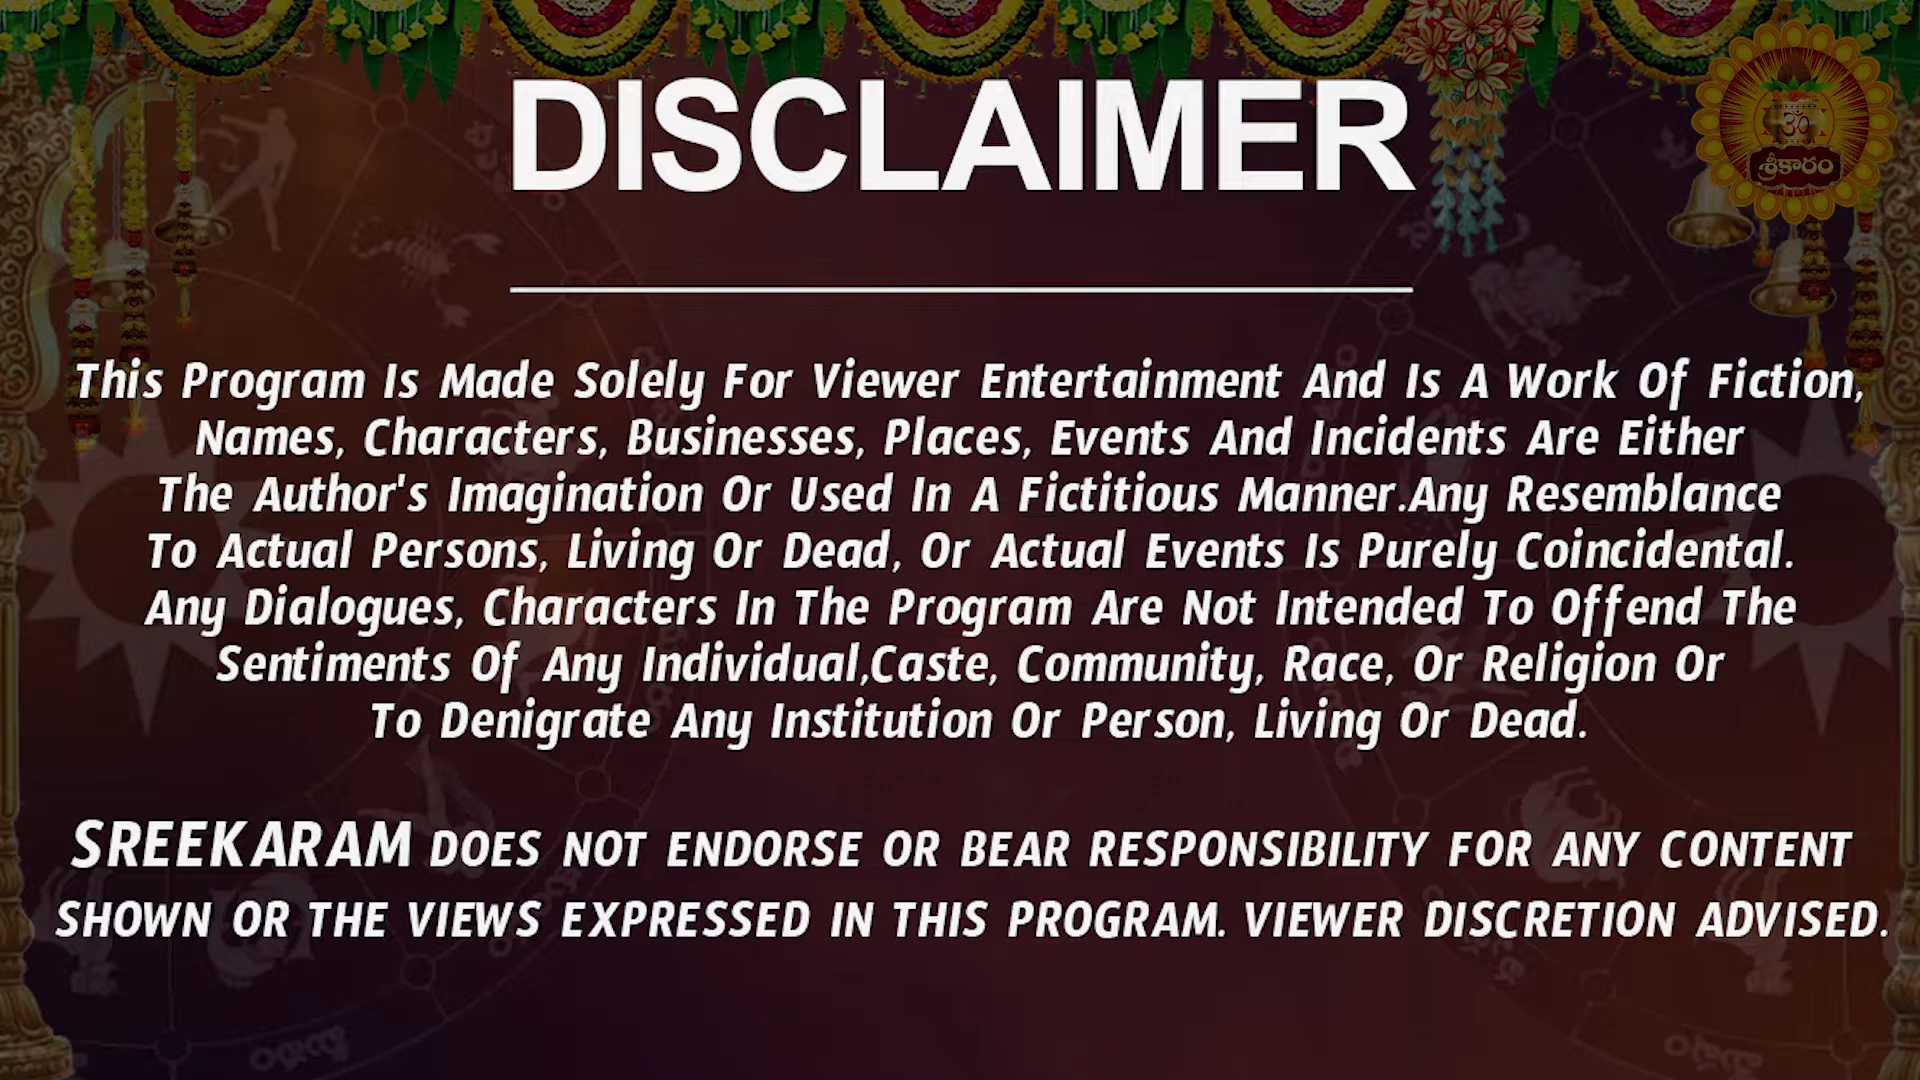 DISCLAIMER
ॐ
శ్రీకారం
This Program Is Made Solely For Viewer Entertainment And Is A Work Of Fiction,
Names, Characters, Businesses, Places, Events And Incidents Are Either
The Author's Imagination Or Used In A Fictitious Manner.Any Resemblance
To Actual Persons, Living Or Dead, Or Actual Events Is Purely Coincidental.
Any Dialogues, Characters In The Program Are Not Intended To Offend The
Sentiments Of Any Individual,Caste, Community, Race, Or Religion Or
To Denigrate Any Institution Or Person, Living Or Dead.
SREEKARAM DOES NOT ENDORSE OR BEAR RESPONSIBILITY FOR ANY CONTENT
SHOWN OR THE VIEWS EXPRESSED IN THIS PROGRAM. VIEWER DISCRETION ADVISED.